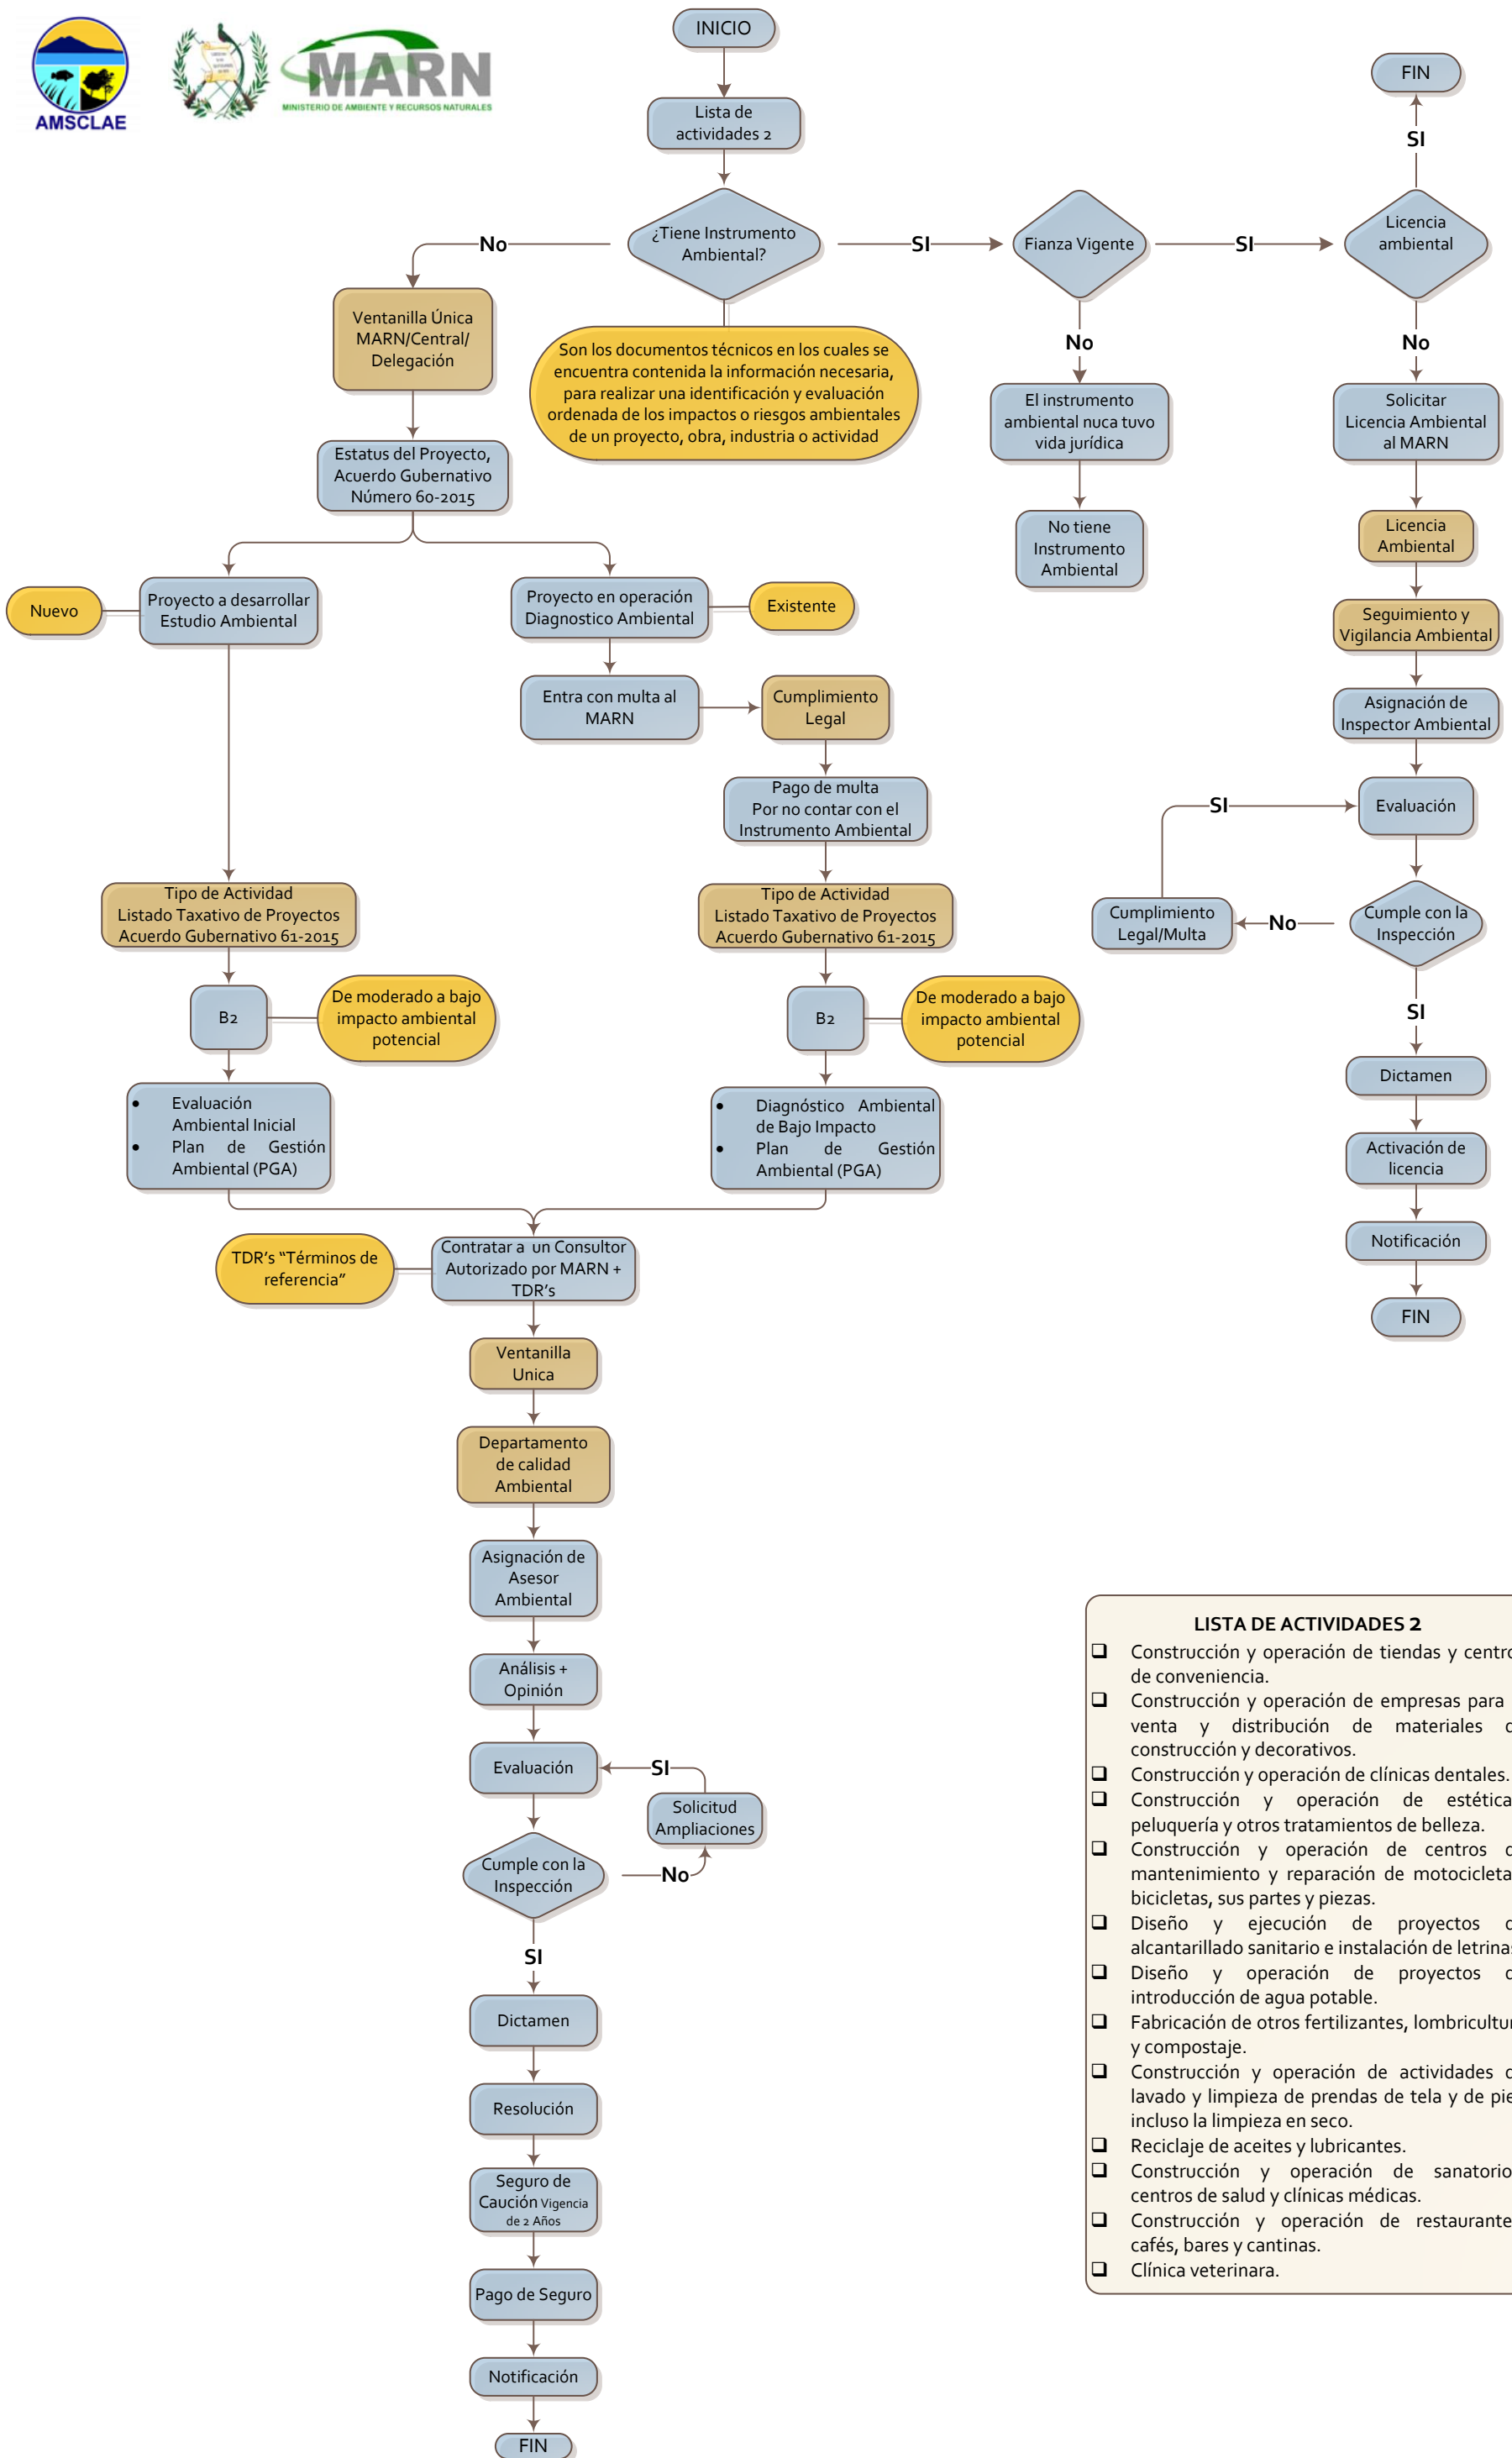 AMSCLAE
MARN
MINISTERIO DE AMBIENTE Y RECURSOS NATURALES
INICIO
Lista de
actividades 2
¿Tiene Instrumento
Ambiental?
No
SI
Fianza Vigente
SI
Licencia
ambiental
SI
FIN
Son los documentos técnicos en los cuales se
encuentra contenida la información necesaria,
para realizar una identificación y evaluación
ordenada de los impactos o riesgos ambientales
de un proyecto, obra, industria o actividad
Ventanilla Única
MARN/Central/
Delegación
Estatus del Proyecto,
Acuerdo Gubernativo
Número 60-2015
Nuevo
Proyecto a desarrollar
Estudio Ambiental
Proyecto en operación
Diagnostico Ambiental
Existente
Entra con multa al
MARN
Cumplimiento
Legal
Pago de multa
Por no contar con el
Instrumento Ambiental
Tipo de Actividad
Listado Taxativo de Proyectos
Acuerdo Gubernativo 61-2015
B2
De moderado a bajo
impacto ambiental
potencial
• Evaluación
Ambiental Inicial
• Plan de Gestión
Ambiental (PGA)
Tipo de Actividad
Listado Taxativo de Proyectos
Acuerdo Gubernativo 61-2015
B2
De moderado a bajo
impacto ambiental
potencial
• Diagnóstico Ambiental
de Bajo Impacto
• Plan de Gestión
Ambiental (PGA)
TDR's “Términos de
referencia”
Contratar a un Consultor
Autorizado por MARN +
TDR's
Ventanilla
Unica
Departamento
de calidad
Ambiental
Asignación de
Asesor
Ambiental
Análisis +
Opinión
Evaluación
SI
Solicitud
Ampliaciones
No
Cumple con la
Inspección
SI
Dictamen
Resolución
Seguro de
Caución Vigencia
de 2 Años
Pago de Seguro
Notificación
FIN
No
El instrumento
ambiental nuca tuvo
vida jurídica
No tiene
Instrumento
Ambiental
No
Solicitar
Licencia Ambiental
al MARN
Licencia
Ambiental
Seguimiento y
Vigilancia Ambiental
Asignación de
Inspector Ambiental
Evaluación
SI
Cumplimiento
Legal/Multa
No
Cumple con la
Inspección
SI
Dictamen
Activación de
licencia
Notificación
FIN
LISTA DE ACTIVIDADES 2
❑ Construcción y operación de tiendas y centro
de conveniencia.
❑ Construcción y operación de empresas para
venta y distribución de materiales
construcción y decorativos.
❑ Construcción y operación de clínicas dentales.
❑ Construcción y operación de estética
peluquería y otros tratamientos de belleza.
❑ Construcción y operación de centros
mantenimiento y reparación de motocicleta
bicicletas, sus partes y piezas.
❑ Diseño y ejecución de proyectos
alcantarillado sanitario e instalación de letrinas
❑ Diseño y operación de proyectos
introducción de agua potable.
❑ Fabricación de otros fertilizantes, lombricultur
y compostaje.
❑ Construcción y operación de actividades
lavado y limpieza de prendas de tela y de pie
incluso la limpieza en seco.
❑ Reciclaje de aceites y lubricantes.
❑ Construcción y operación de sanatorio
centros de salud y clínicas médicas.
❑ Construcción y operación de restaurante
cafés, bares y cantinas.
❑ Clínica veterinara.